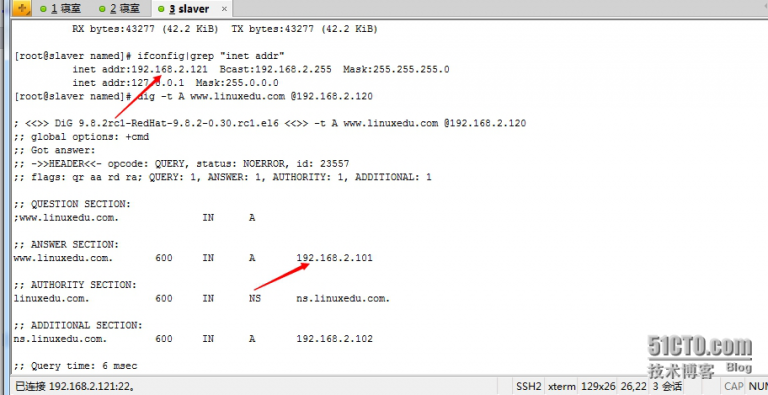 1 寝室 2 寝室 3 slaver ×
RX bytes:43277 (42.2 KiB) TX bytes:43277 (42.2 KiB)
[root@slaver named]# ifconfig|grep "inet addr"
inet addr:192.168.2.121 Bcast:192.168.2.255 Mask:255.255.255.0
inet addr:127.0.0.1 Mask:255.0.0.0
[root@slaver named]# dig -t A www.linuxedu.com @192.168.2.120
; <<>> DiG 9.8.2rc1-RedHat-9.8.2-0.30.rc1.el6 <<>> -t A www.linuxedu.com @192.168.2.120
;; global options: +cmd
;; Got answer:
;; ->>HEADER<<- opcode: QUERY, status: NOERROR, id: 23557
;; flags: qr aa rd ra; QUERY: 1, ANSWER: 1, AUTHORITY: 1, ADDITIONAL: 1
;; QUESTION SECTION:
;www.linuxedu.com. IN A
;; ANSWER SECTION:
www.linuxedu.com. 600 IN A 192.168.2.101
;; AUTHORITY SECTION:
linuxedu.com. 600 IN NS ns.linuxedu.com.
;; ADDITIONAL SECTION:
ns.linuxedu.com. 600 IN A 192.168.2.102
;; Query time: 6 msec
51CTO.com
技术博客 Blog
已连接 192.168.2.121:22。 SSH2 xterm 129x26 26,22 3 会话 CAP NUM